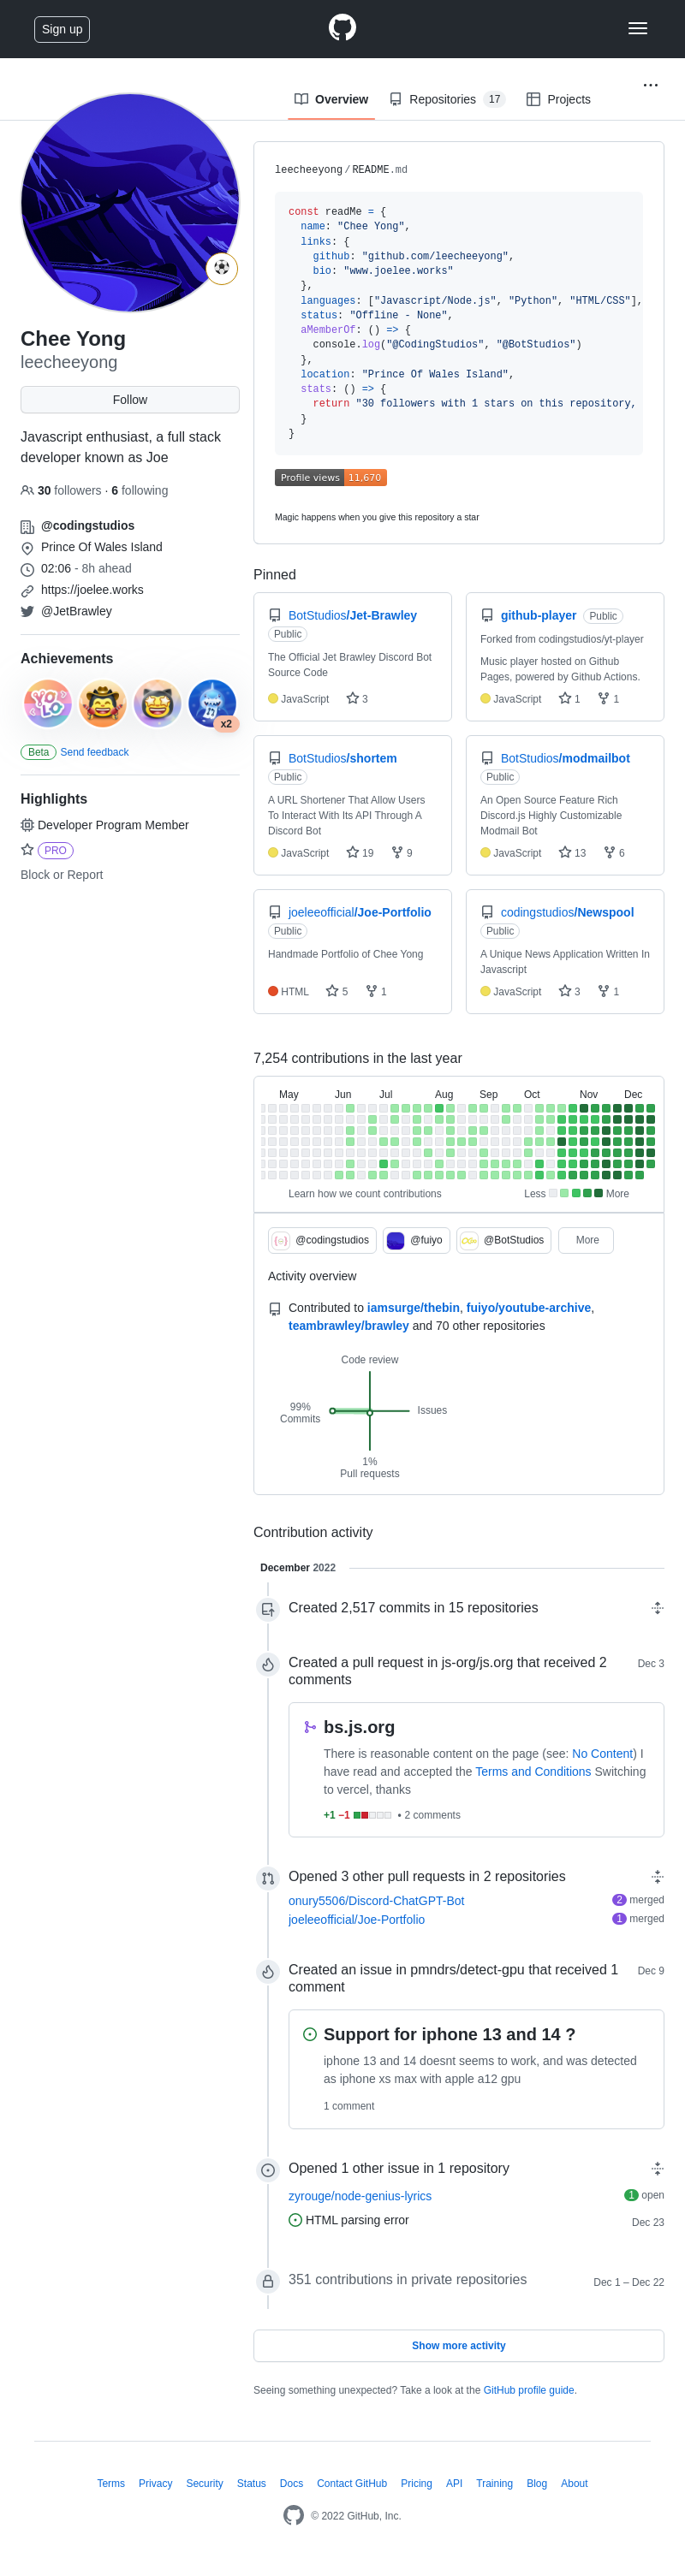 Sign up
Overview
Repositories 17
Projects
Chee Yong
leecheeyong
Follow
Javascript enthusiast, a full stack
developer known as Joe
30 followers · 6 following
@codingstudios
Prince Of Wales Island
02:06 - 8h ahead
https://joelee.works
@JetBrawley
Achievements
YOLO
x2
Beta Send feedback
Highlights
Developer Program Member
PRO
Block or Report
leecheeyong/README.md
const readMe = {
name: "Chee Yong",
links: {
github: "github.com/leecheeyong",
bio: "www.joelee.works"
},
languages: ["Javascript/Node.js", "Python", "HTML/CSS"],
status: "Offline - None",
aMemberOf: () => {
console.log("@CodingStudios", "@BotStudios")
},
location: "Prince Of Wales Island",
stats: () => {
return "30 followers with 1 stars on this repository,
}
}
Profile views 11,670
Magic happens when you give this repository a star
Pinned
BotStudios/Jet-Brawley
Public
The Official Jet Brawley Discord Bot
Source Code
JavaScript 3
github-player Public
Forked from codingstudios/yt-player
Music player hosted on Github
Pages, powered by Github Actions.
JavaScript 1 1
BotStudios/shortem
Public
A URL Shortener That Allow Users
To Interact With Its API Through A
Discord Bot
JavaScript 19 9
BotStudios/modmailbot
Public
An Open Source Feature Rich
Discord.js Highly Customizable
Modmail Bot
JavaScript 13 6
joeleeofficial/Joe-Portfolio
Public
Handmade Portfolio of Chee Yong
HTML 5 1
codingstudios/Newspool
Public
A Unique News Application Written In
Javascript
JavaScript 3 1
7,254 contributions in the last year
May Jun Jul Aug Sep Oct Nov Dec
Learn how we count contributions
Less More
@codingstudios @fuiyo @BotStudios More
Activity overview
Contributed to iamsurge/thebin, fuiyo/youtube-archive,
teambrawley/brawley and 70 other repositories
Code review
99%
Commits
Issues
1%
Pull requests
Contribution activity
December 2022
Created 2,517 commits in 15 repositories
Created a pull request in js-org/js.org that received 2
comments
Dec 3
bs.js.org
There is reasonable content on the page (see: No Content) I
have read and accepted the Terms and Conditions Switching
to vercel, thanks
+1 −1 • 2 comments
Opened 3 other pull requests in 2 repositories
onury5506/Discord-ChatGPT-Bot 2 merged
joeleeofficial/Joe-Portfolio 1 merged
Created an issue in pmndrs/detect-gpu that received 1
comment
Dec 9
Support for iphone 13 and 14 ?
iphone 13 and 14 doesnt seems to work, and was detected
as iphone xs max with apple a12 gpu
1 comment
Opened 1 other issue in 1 repository
zyrouge/node-genius-lyrics 1 open
HTML parsing error Dec 23
351 contributions in private repositories Dec 1 – Dec 22
Show more activity
Seeing something unexpected? Take a look at the GitHub profile guide.
Terms Privacy Security Status Docs Contact GitHub Pricing API Training Blog About
© 2022 GitHub, Inc.